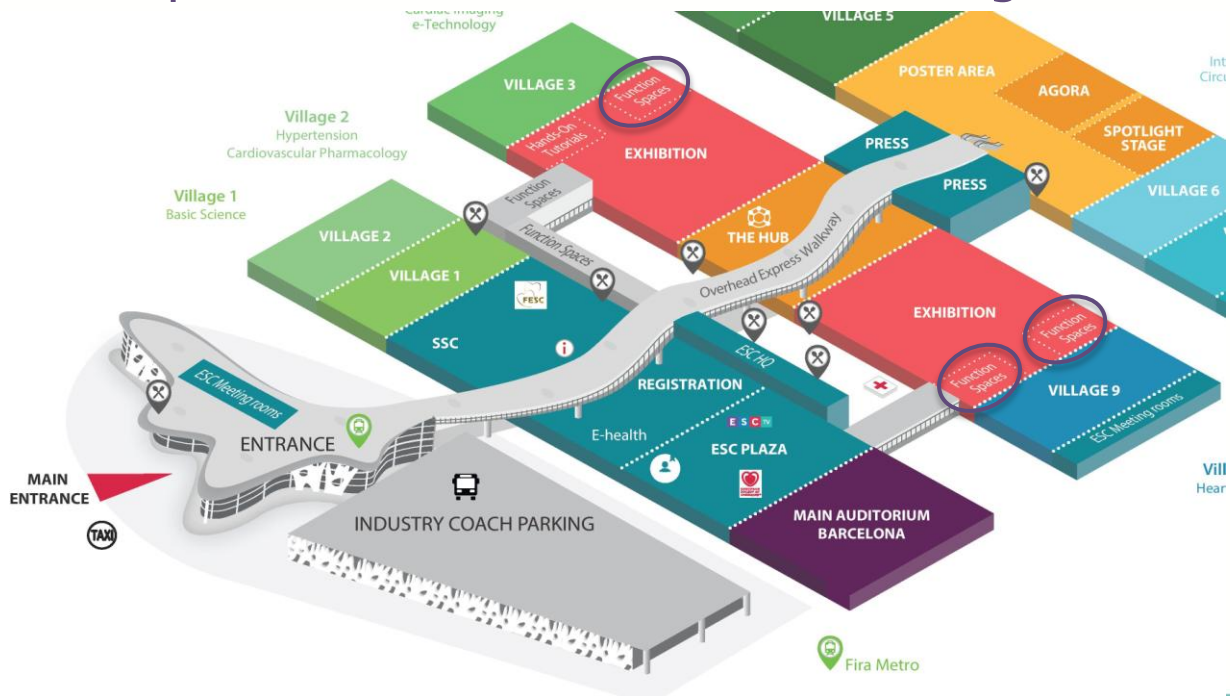 Cardiac Imaging
e-Technology
VILLAGE 5
VILLAGE 3
Function
Spaces
POSTER AREA
Int
Circu
AGORA
Village 2
Hypertension
Cardiovascular Pharmacology
Hands-On
Tutorials
EXHIBITION
PRESS
SPOTLIGHT
STAGE
PRESS
Function
Spaces
VILLAGE 6
Village 1
Basic Science
VILLAGE 2
THE HUB
Function Spaces
Overhead Express Walkway
VILLAGE 1
FESC
EXHIBITION
Function
Spaces
SSC
i
ESC HQ
Function
Spaces
ESC Meeting rooms
REGISTRATION
VILLAGE 9
ESC Meeting rooms
ESC TV
E-health
ESC PLAZA
ENTRANCE
MAIN
ENTRANCE
Vill
Hear
TAXI
INDUSTRY COACH PARKING
MAIN AUDITORIUM
BARCELONA
Fira Metro